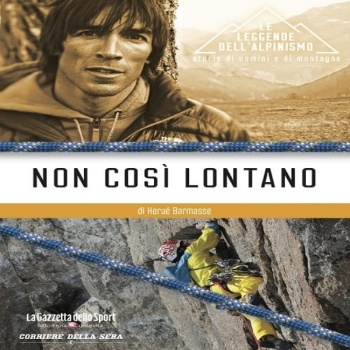 LE
LEGGENDE
DELL'ALPINISMO
storie di uomini e di montagne
NON COSÌ LONTANO
di Hervé Barmasse
La Gazzetta dello Sport
CORRIERE DELLA SERA